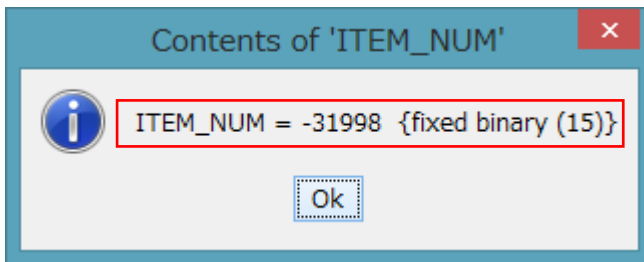 Contents of 'ITEM_NUM'
ITEM_NUM = -31998 {fixed binary (15)}
Ok